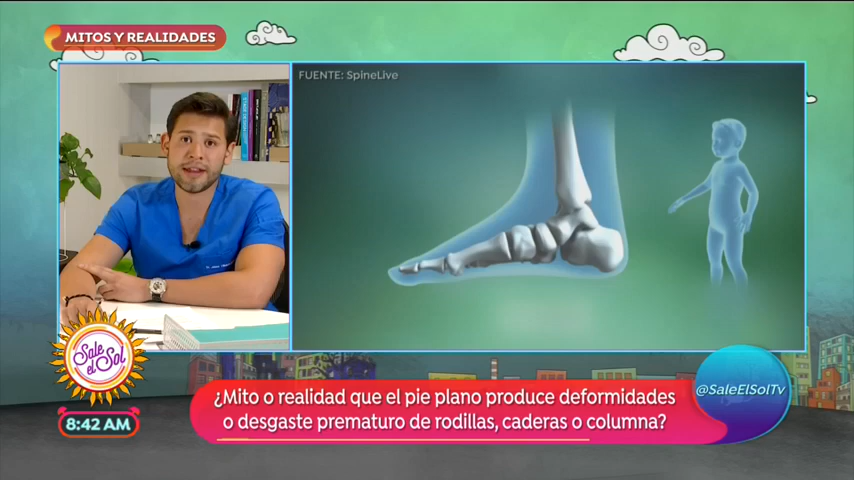 MITOS Y REALIDADES
FUENTE: SpineLive
Sale
el Sol
8:42 AM
@SaleElSolTv
¿Mito o realidad que el pie plano produce deformidades
o desgaste prematuro de rodillas, caderas o columna?